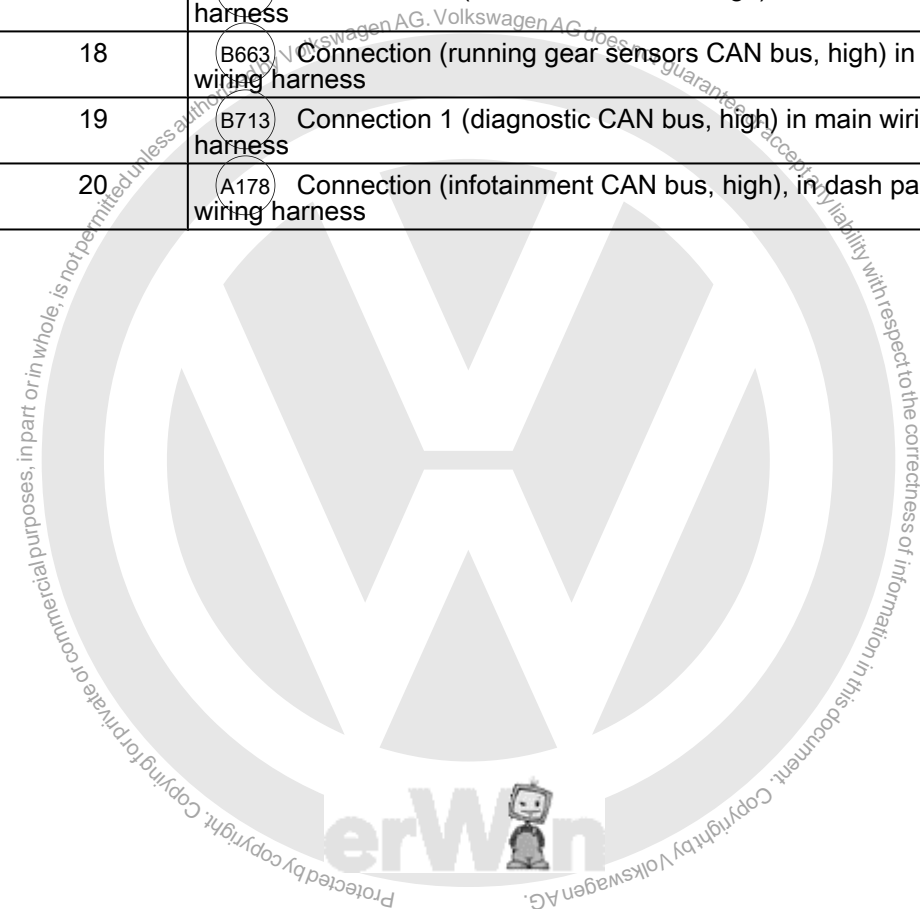 harness
18 B663 Connection (running gear sensors CAN bus, high) in
wiring harness
19 B713 Connection 1 (diagnostic CAN bus, high) in main wiri
harness
20 A178 Connection (infotainment CAN bus, high), in dash pa
wiring harness
Protected by copyright. Copying for private or commercial purposes, in part or in whole, is not permitted unless authorised by Volkswagen AG. Volkswagen AG does not guarantee or accept any liability with respect to the correctness of information in this document. Copyright by Volkswagen AG.
erWin